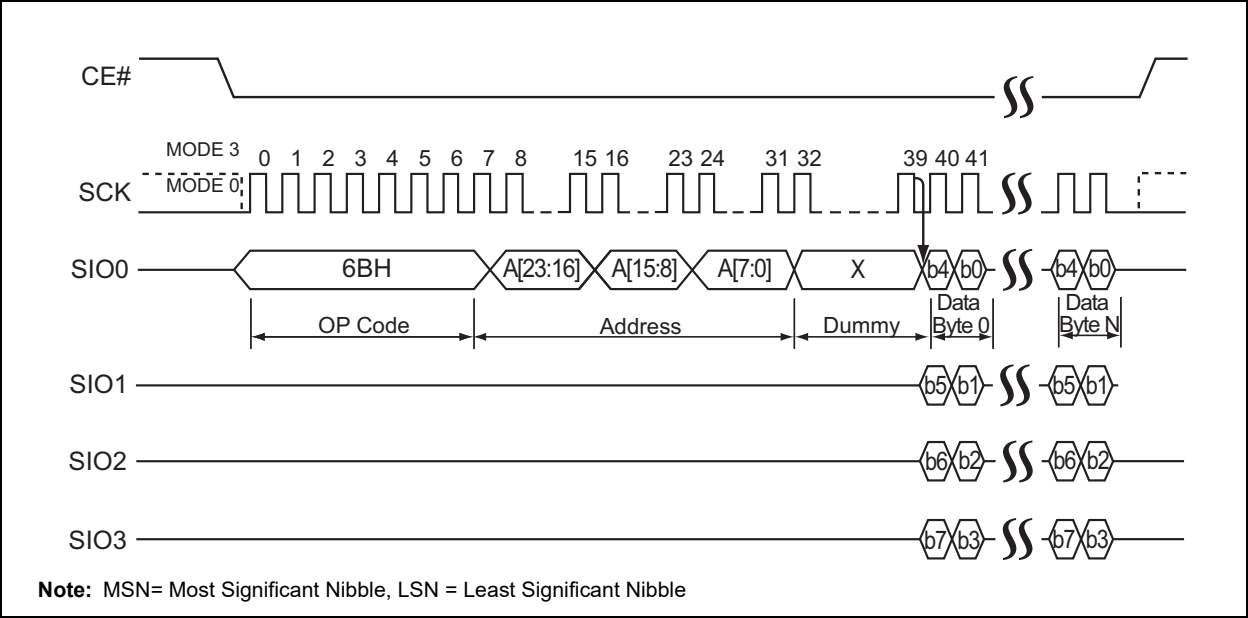 CE#
MODE 3
0 1 2 3 4 5 6 7 8 15 16 23 24 31 32 39 40 41
SCK
MODE 0
SIO0
6BH A[23:16] A[15:8] A[7:0] X b4 b0 b4 b0
OP Code Address Dummy Data Byte 0 Data Byte N
SIO1 b5 b1 b5 b1
SIO2 b6 b2 b6 b2
SIO3 b7 b3 b7 b3
Note: MSN= Most Significant Nibble, LSN = Least Significant Nibble